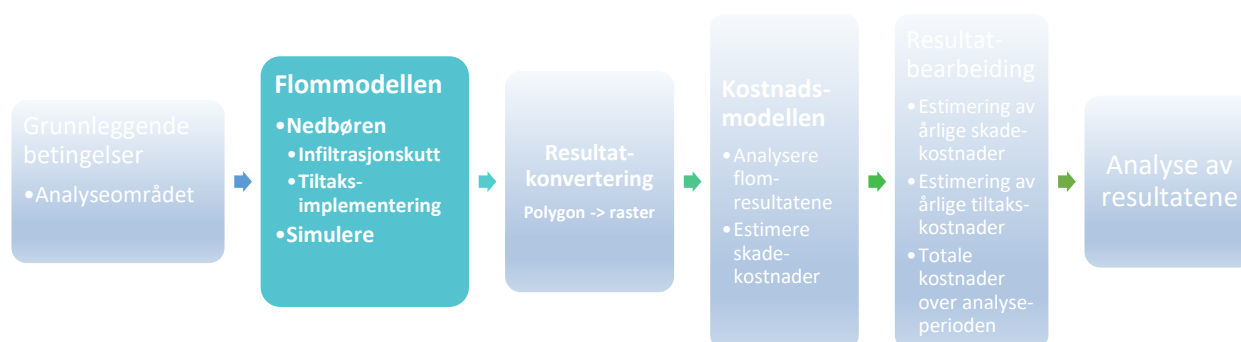 Grunnleggende
betingelser
•Analyseområdet
Flommodellen
•Nedbøren
•Infiltrasjonskutt
•Tiltaks-
implementering
•Simulere
Resultat-
konvertering
Polygon -> raster
Kostnads-
modellen
•Analysere
flom-
resultatene
•Estimere
skade-
kostnader
Resultat-
bearbeiding
•Estimering av
årlige skade-
kostnader
•Estimering av
årlige tiltaks-
kostnader
•Totale
kostnader
over analyse-
perioden
Analyse av
resultatene